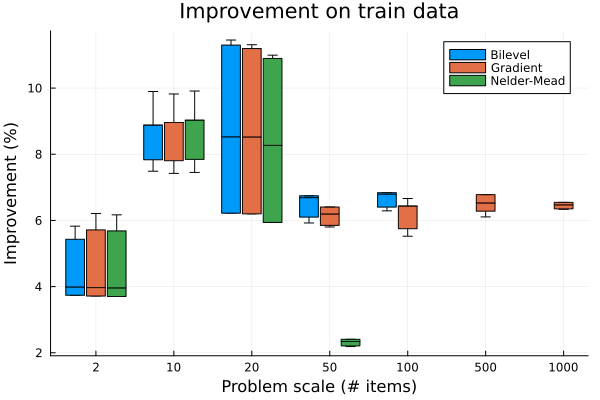 Improvement on train data
Improvement (%)
10
8
6
4
2
Bilevel
Gradient
Nelder-Mead
2 10 20 50 100 500 1000
Problem scale (# items)